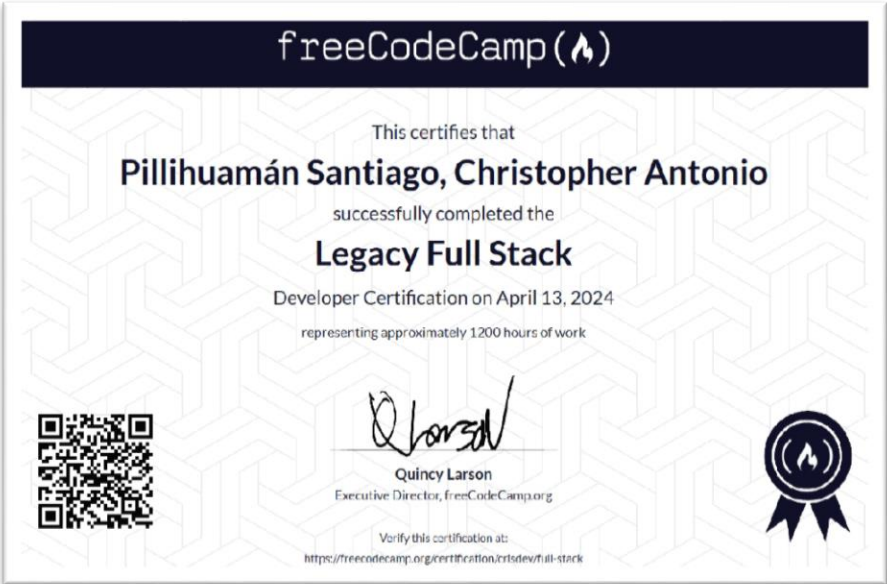 freeCodeCamp(🔥)
This certifies that
Pillihuamán Santiago, Christopher Antonio
successfully completed the
Legacy Full Stack
Developer Certification on April 13, 2024
representing approximately 1200 hours of work
QLarson
Quincy Larson
Executive Director, freeCodeCamp.org
Verify this certification at:
https://freecodecamp.org/certification/crisdev/full-stack